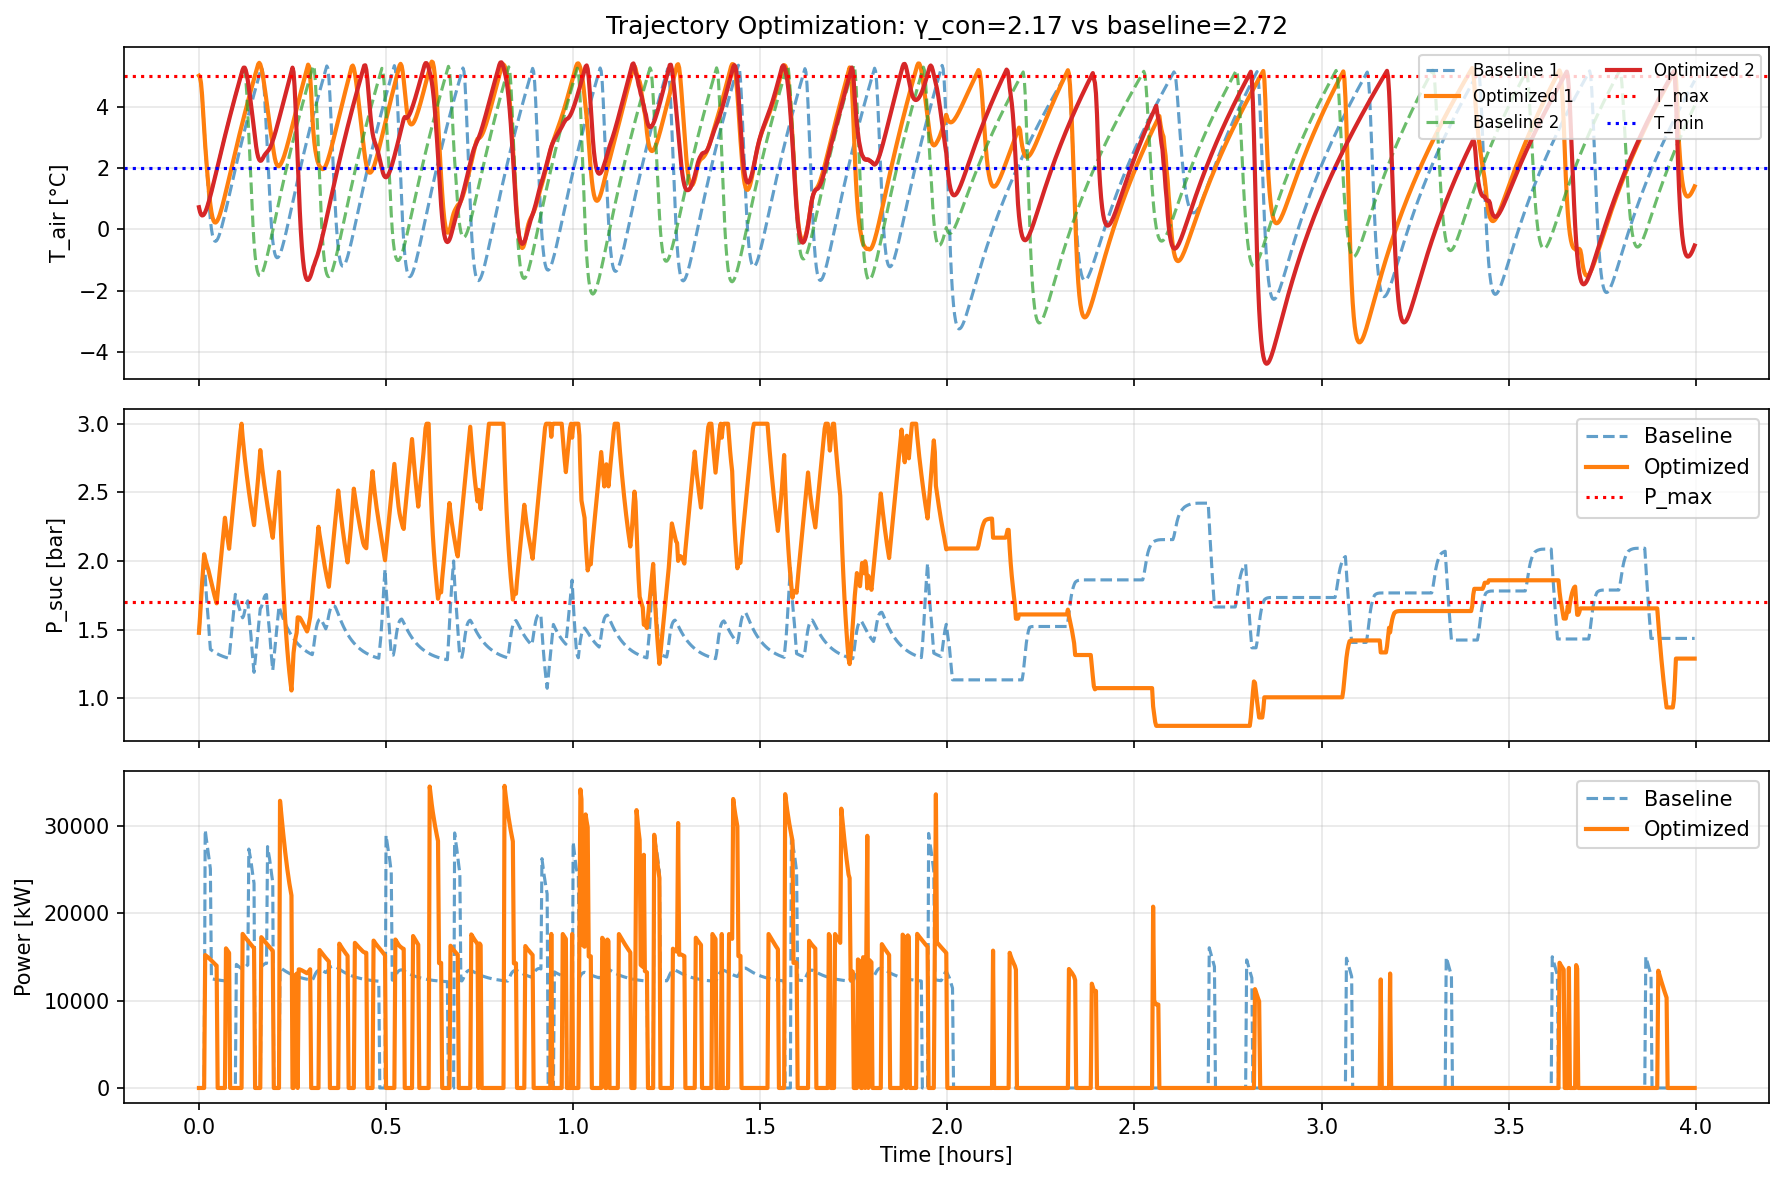 Trajectory Optimization: γ_con=2.17 vs baseline=2.72
T_air [°C]
4
2
0
−2
−4
Baseline 1
Optimized 1
Baseline 2
Optimized 2
T_max
T_min
P_suc [bar]
3.0
2.5
2.0
1.5
1.0
Baseline
Optimized
P_max
Power [kW]
30000
20000
10000
0
Baseline
Optimized
0.0 0.5 1.0 1.5 2.0 2.5 3.0 3.5 4.0
Time [hours]